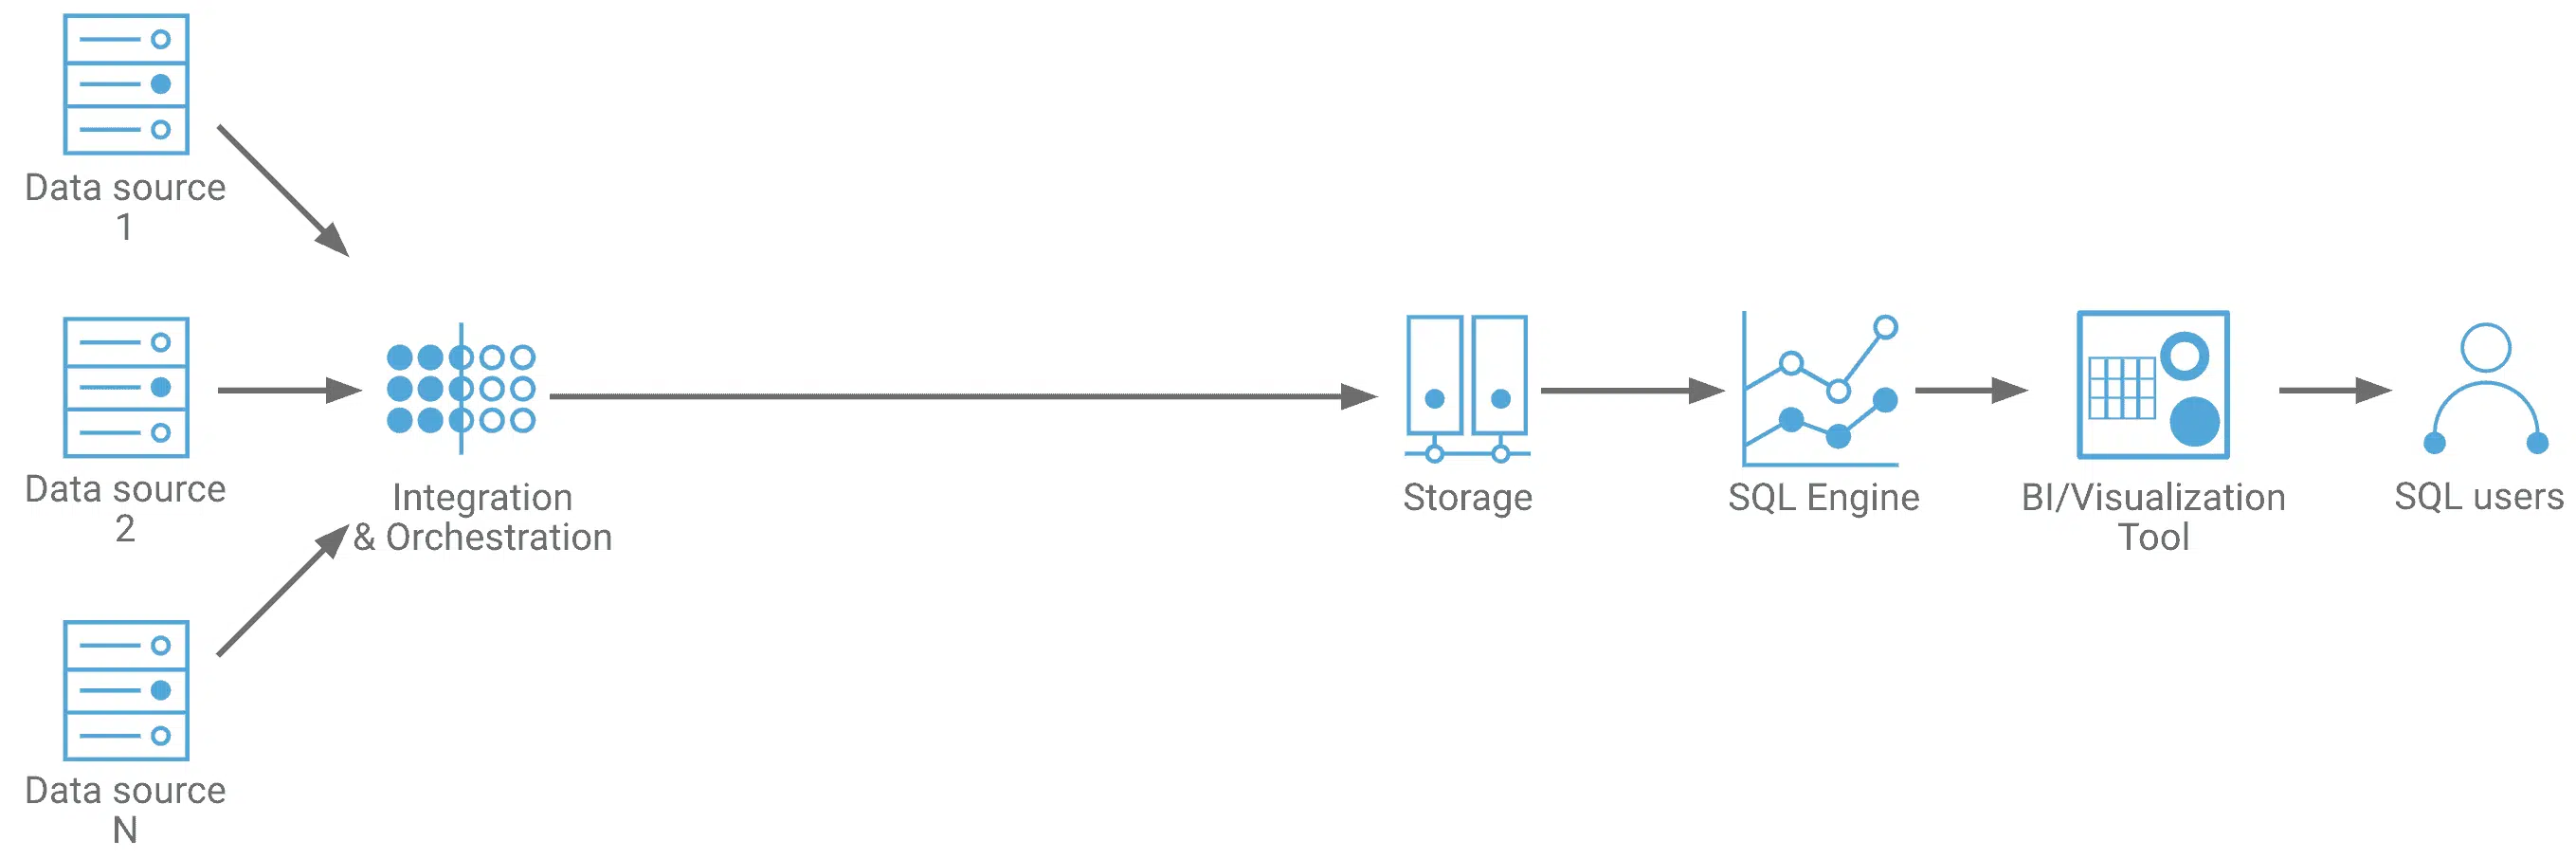 Data source
1
Data source
2
Data source
N
Integration
& Orchestration
Storage
SQL Engine
BI/Visualization
Tool
SQL users